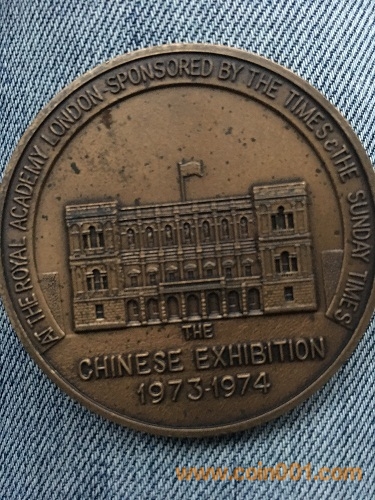 AT THE ROYAL ACADEMY LONDON-SPONSORED BY THE TIMES & THE SUNDAY TIMES
THE
CHINESE EXHIBITION
1973-1974
www.coin001.com